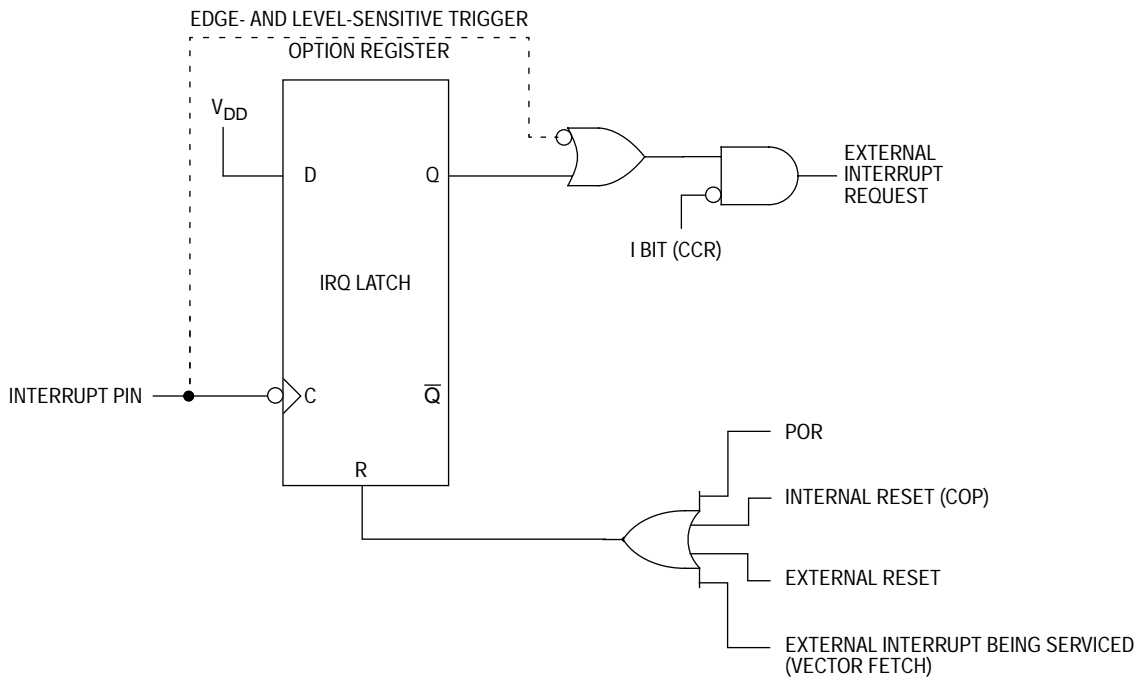 EDGE- AND LEVEL-SENSITIVE TRIGGER
OPTION REGISTER
VDD
D
Q
EXTERNAL
INTERRUPT
REQUEST
I BIT (CCR)
IRQ LATCH
INTERRUPT PIN
C
Q̅
R
POR
INTERNAL RESET (COP)
EXTERNAL RESET
EXTERNAL INTERRUPT BEING SERVICED
(VECTOR FETCH)